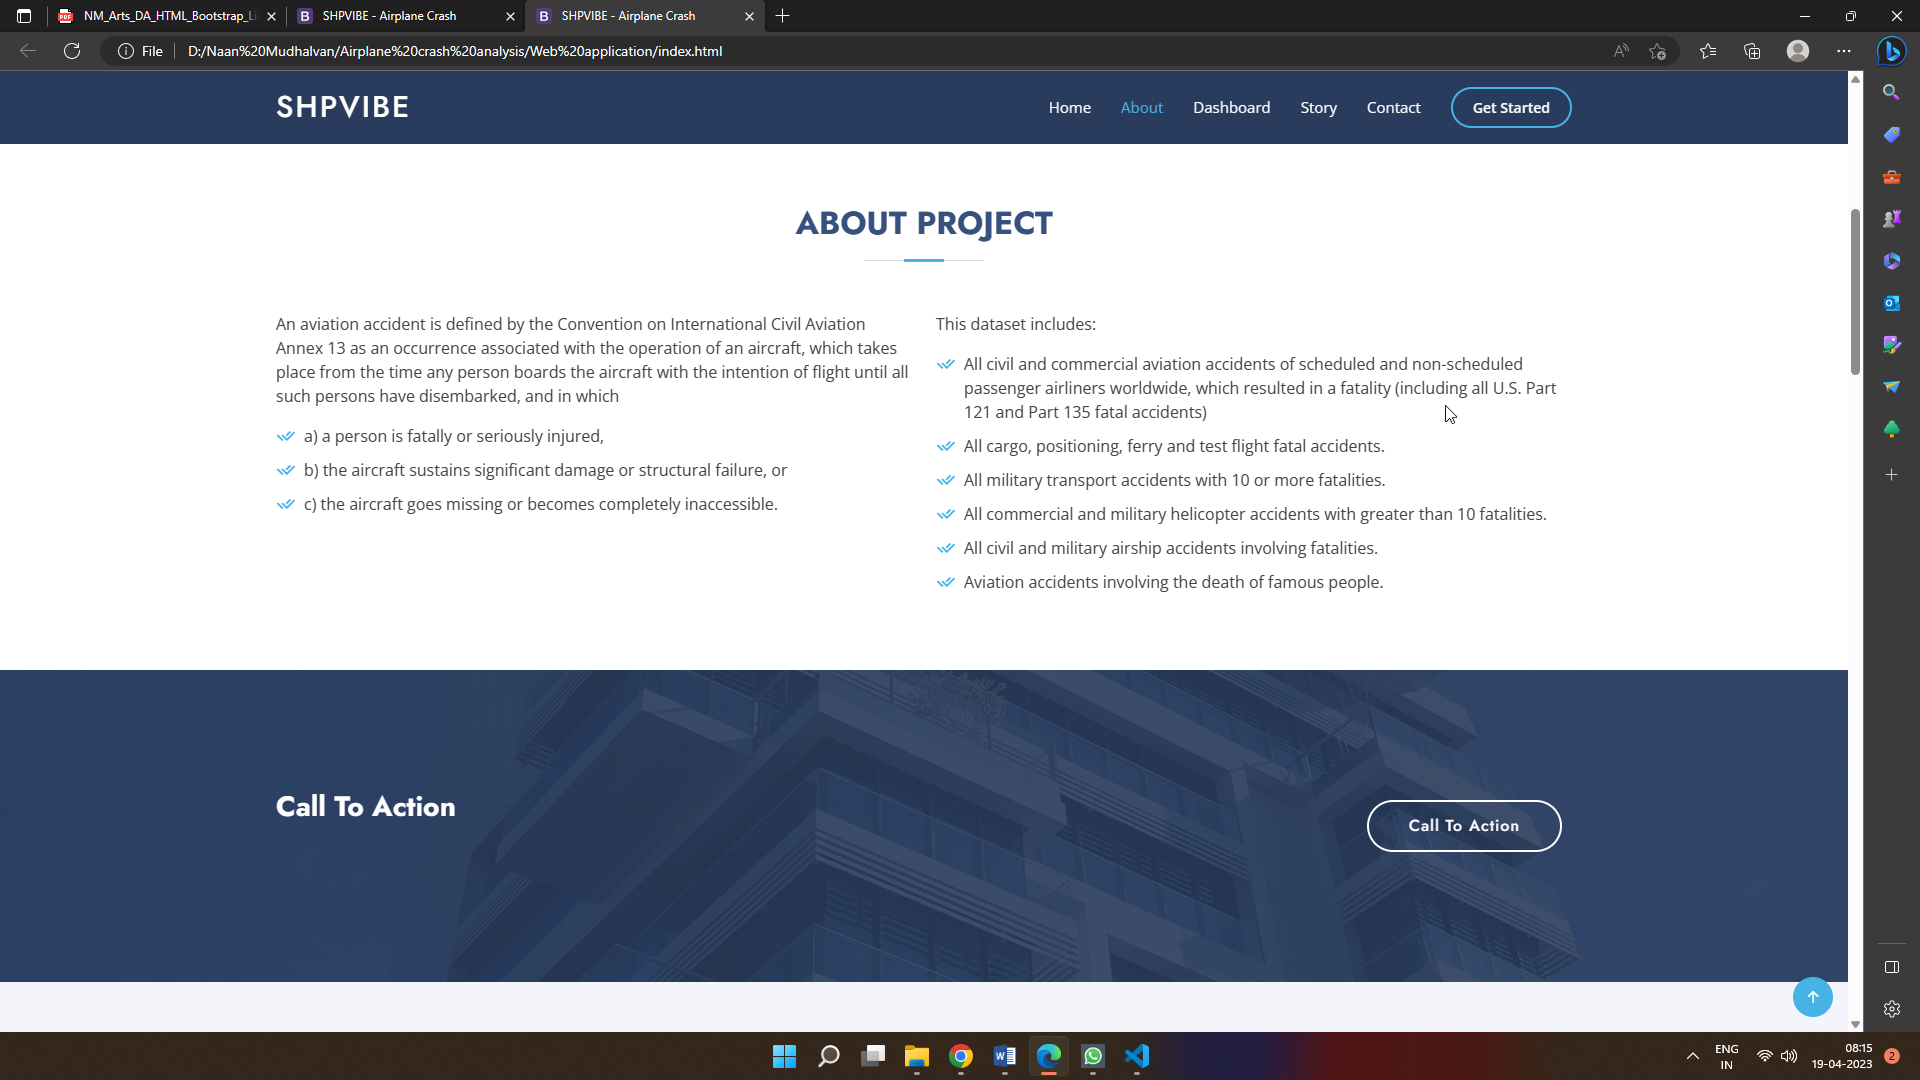 NM_Arts_DA_HTML_Bootstrap_Li
SHPVIBE - Airplane Crash
SHPVIBE - Airplane Crash
File
D:/Naan%20Mudhalvan/Airplane%20crash%20analysis/Web%20application/index.html
SHPVIBE
Home
About
Dashboard
Story
Contact
Get Started
ABOUT PROJECT
An aviation accident is defined by the Convention on International Civil Aviation
Annex 13 as an occurrence associated with the operation of an aircraft, which takes
place from the time any person boards the aircraft with the intention of flight until all
such persons have disembarked, and in which
a) a person is fatally or seriously injured,
b) the aircraft sustains significant damage or structural failure, or
c) the aircraft goes missing or becomes completely inaccessible.
This dataset includes:
All civil and commercial aviation accidents of scheduled and non-scheduled
passenger airliners worldwide, which resulted in a fatality (including all U.S. Part
121 and Part 135 fatal accidents)
All cargo, positioning, ferry and test flight fatal accidents.
All military transport accidents with 10 or more fatalities.
All commercial and military helicopter accidents with greater than 10 fatalities.
All civil and military airship accidents involving fatalities.
Aviation accidents involving the death of famous people.
Call To Action
Call To Action
ENG
IN
08:15
19-04-2023
2